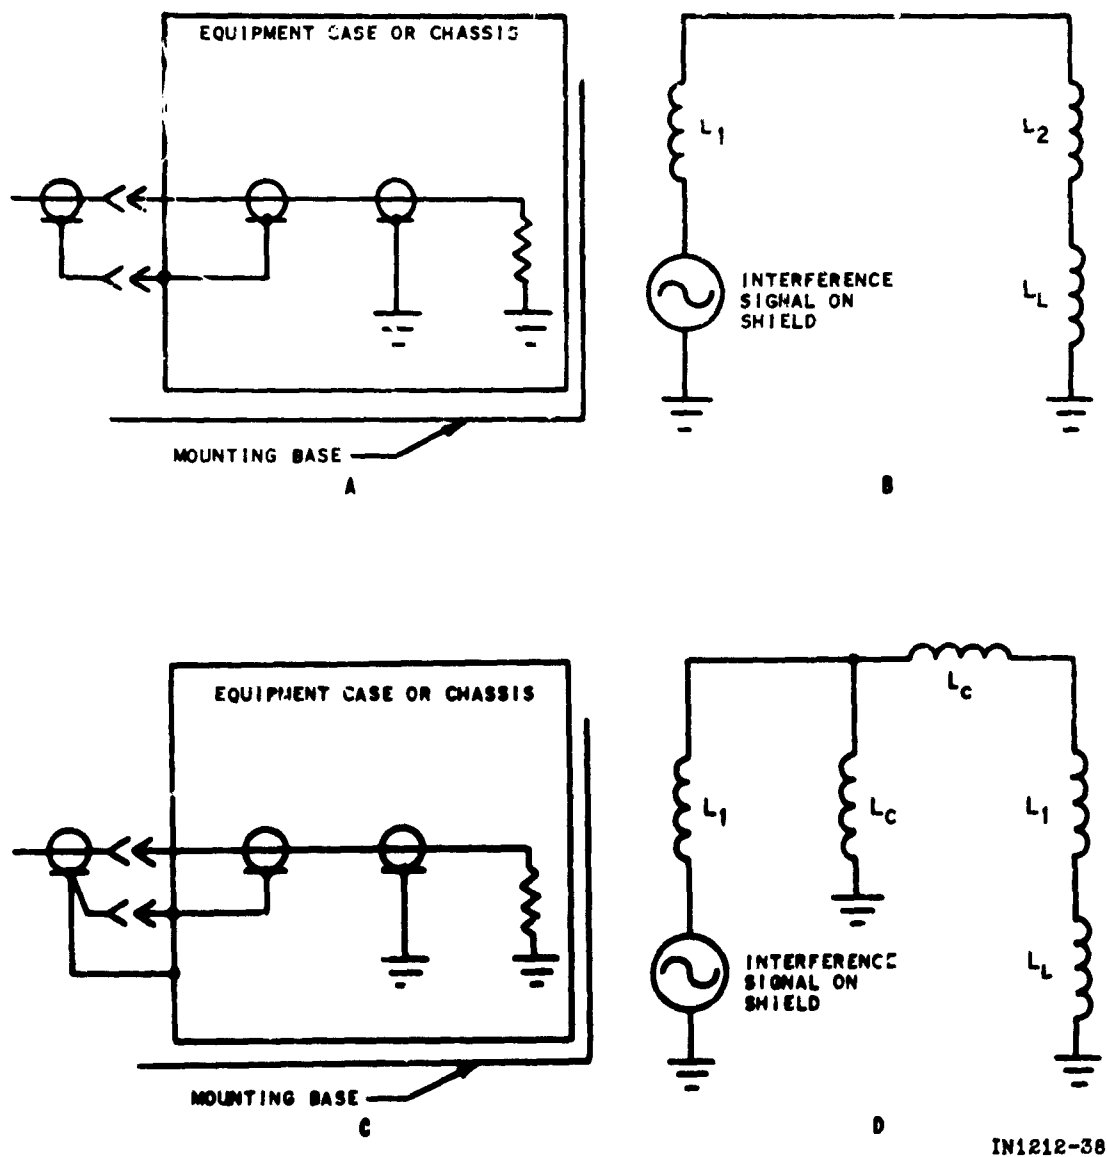 EQUIPMENT CASE OR CHASSIS
MOUNTING BASE
A
L1
L2
LL
INTERFERENCE
SIGNAL ON
SHIELD
B
EQUIPMENT CASE OR CHASSIS
MOUNTING BASE
C
LC
L1
LC
L1
LL
INTERFERENCE
SIGNAL ON
SHIELD
D
IN1212-38